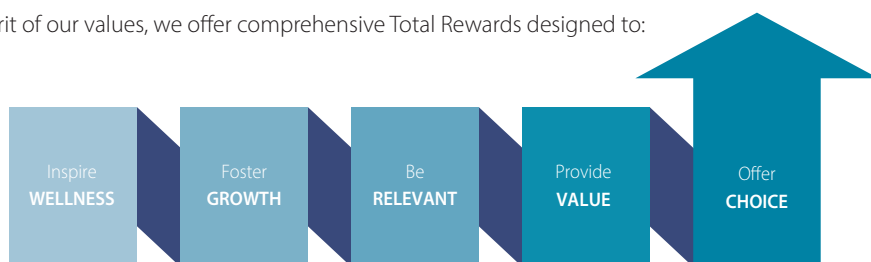 of our values, we offer comprehensive Total Rewards designed to:
Inspire
WELLNESS
Foster
GROWTH
Be
RELEVANT
Provide
VALUE
Offer
CHOICE